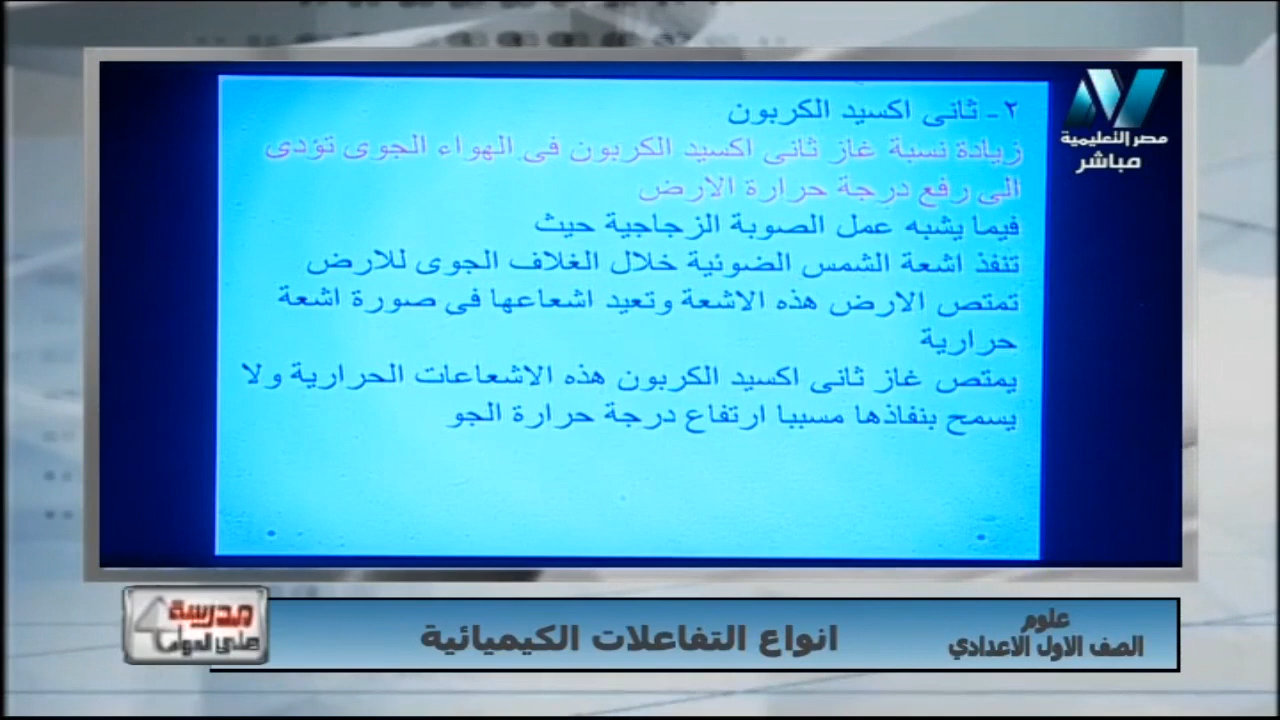 ٢- ثانى اكسيد الكربون
زيادة نسبة غاز ثانى اكسيد الكربون فى الهواء الجوى تؤدى
الى رفع درجة حرارة الارض
فيما يشبه عمل الصوبة الزجاجية حيث
تنفذ اشعة الشمس الضوئية خلال الغلاف الجوى للارض
تمتص الارض هذه الاشعة وتعيد اشعاعها فى صورة اشعة
حرارية
يمتص غاز ثانى اكسيد الكربون هذه الاشعاعات الحرارية ولا
يسمح بنفاذها مسببا ارتفاع درجة حرارة الجو
مصر التعليمية
مباشر
علوم
الصف الاول الاعدادي
انواع التفاعلات الكيميائية
مدرسة
على الهواء